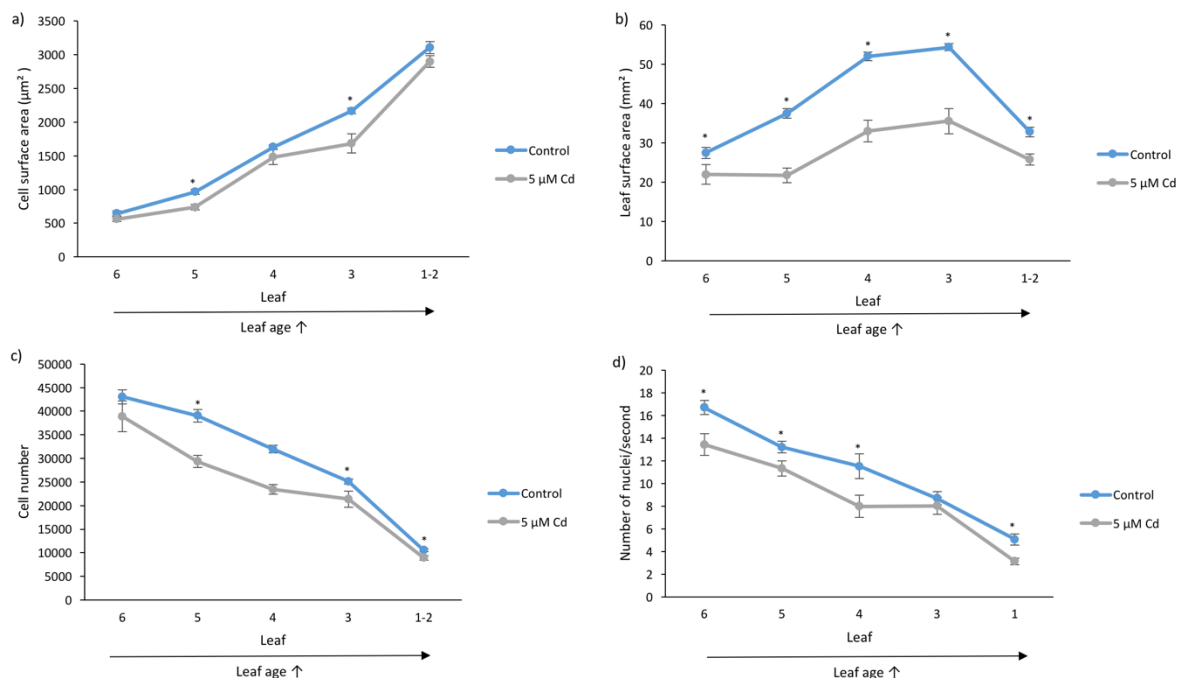 a)
Cell surface area (µm²)
3500
3000
2500
2000
1500
1000
500
0
*
*
6 5 4 3 1-2
Leaf
Leaf age ↑
Control
5 µM Cd
b)
Leaf surface area (mm²)
60
50
40
30
20
10
0
*
*
*
*
*
6 5 4 3 1-2
Leaf
Leaf age ↑
Control
5 µM Cd
c)
Cell number
50000
45000
40000
35000
30000
25000
20000
15000
10000
5000
0
*
*
*
6 5 4 3 1-2
Leaf
Leaf age ↑
Control
5 µM Cd
d)
Number of nuclei/second
20
18
16
14
12
10
8
6
4
2
0
*
*
*
*
6 5 4 3 1
Leaf
Leaf age ↑
Control
5 µM Cd